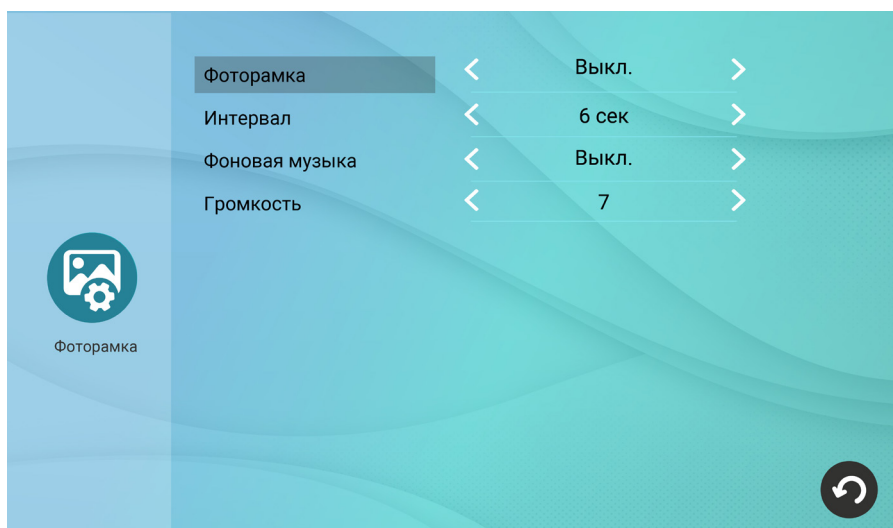 Фоторамка Выкл.
Интервал 6 сек
Фоновая музыка Выкл.
Громкость 7
Фоторамка